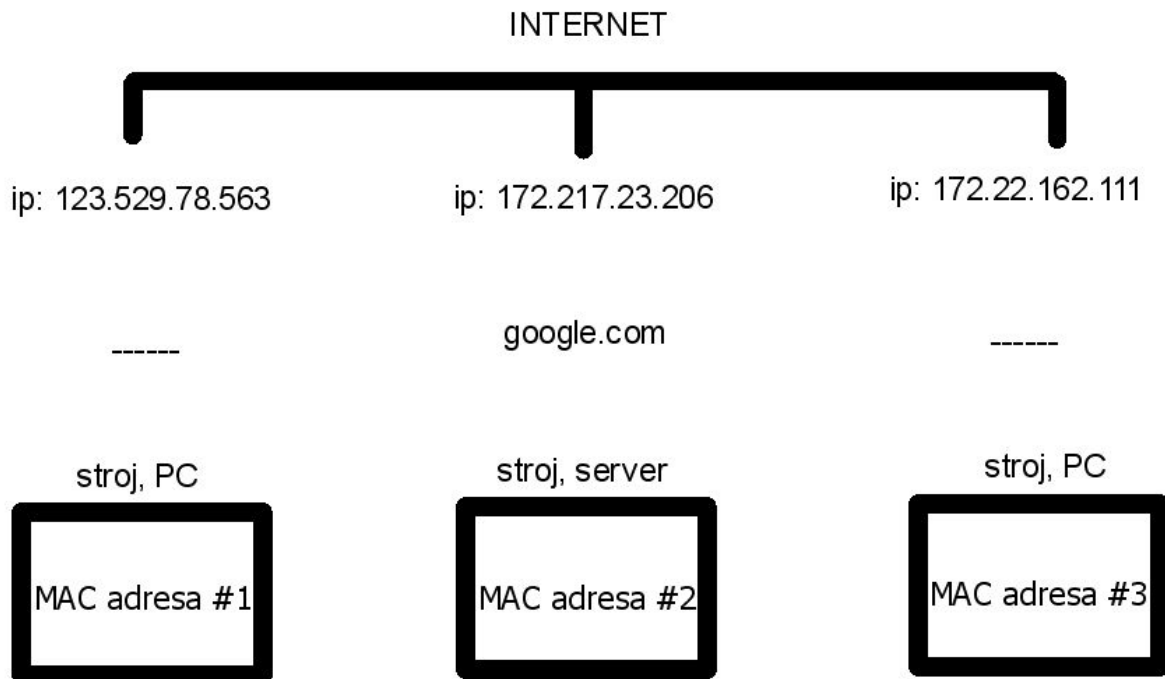 INTERNET
ip: 123.529.78.563
ip: 172.217.23.206
ip: 172.22.162.111
------
google.com
------
stroj, PC
stroj, server
stroj, PC
MAC adresa #1
MAC adresa #2
MAC adresa #3